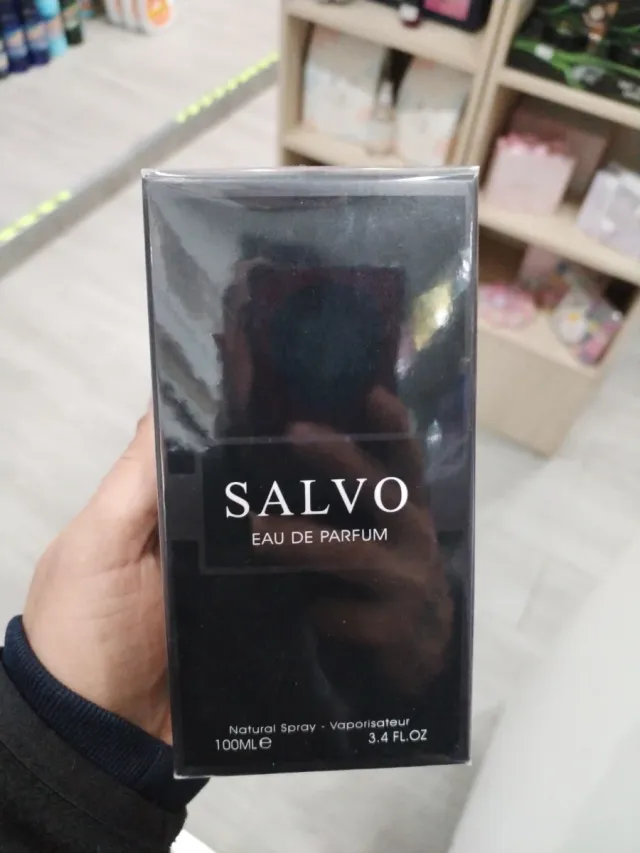 SALVO
EAU DE PARFUM
Natural Spray - Vaporisateur
100ML℮ 3.4 FL.OZ